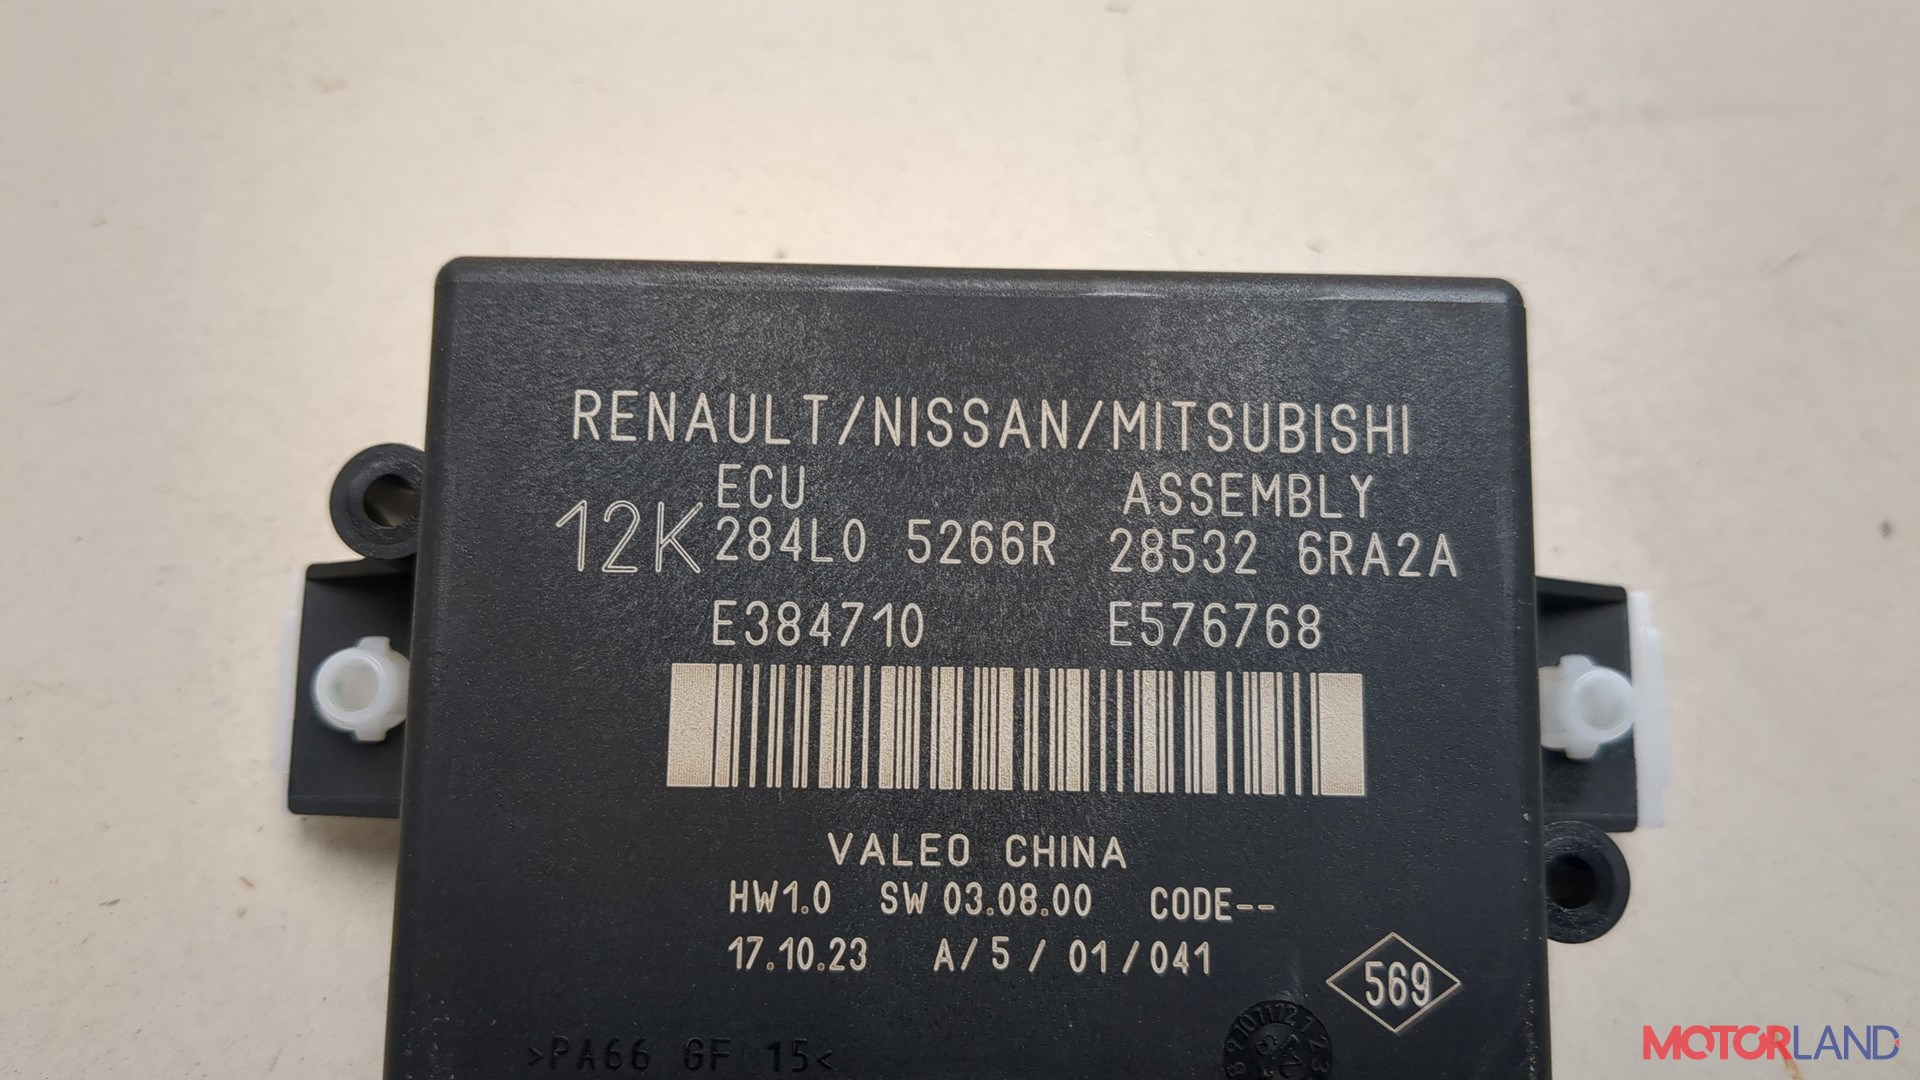 RENAULT/NISSAN/MITSUBISHI
ECU ASSEMBLY
12K 284L0 5266R 28532 6RA2A
E384710 E576768
VALEO CHINA
HW1.0 SW 03.08.00 CODE--
17.10.23 A/5/01/041
569
>PA66 GF 15<
MOTORLAND